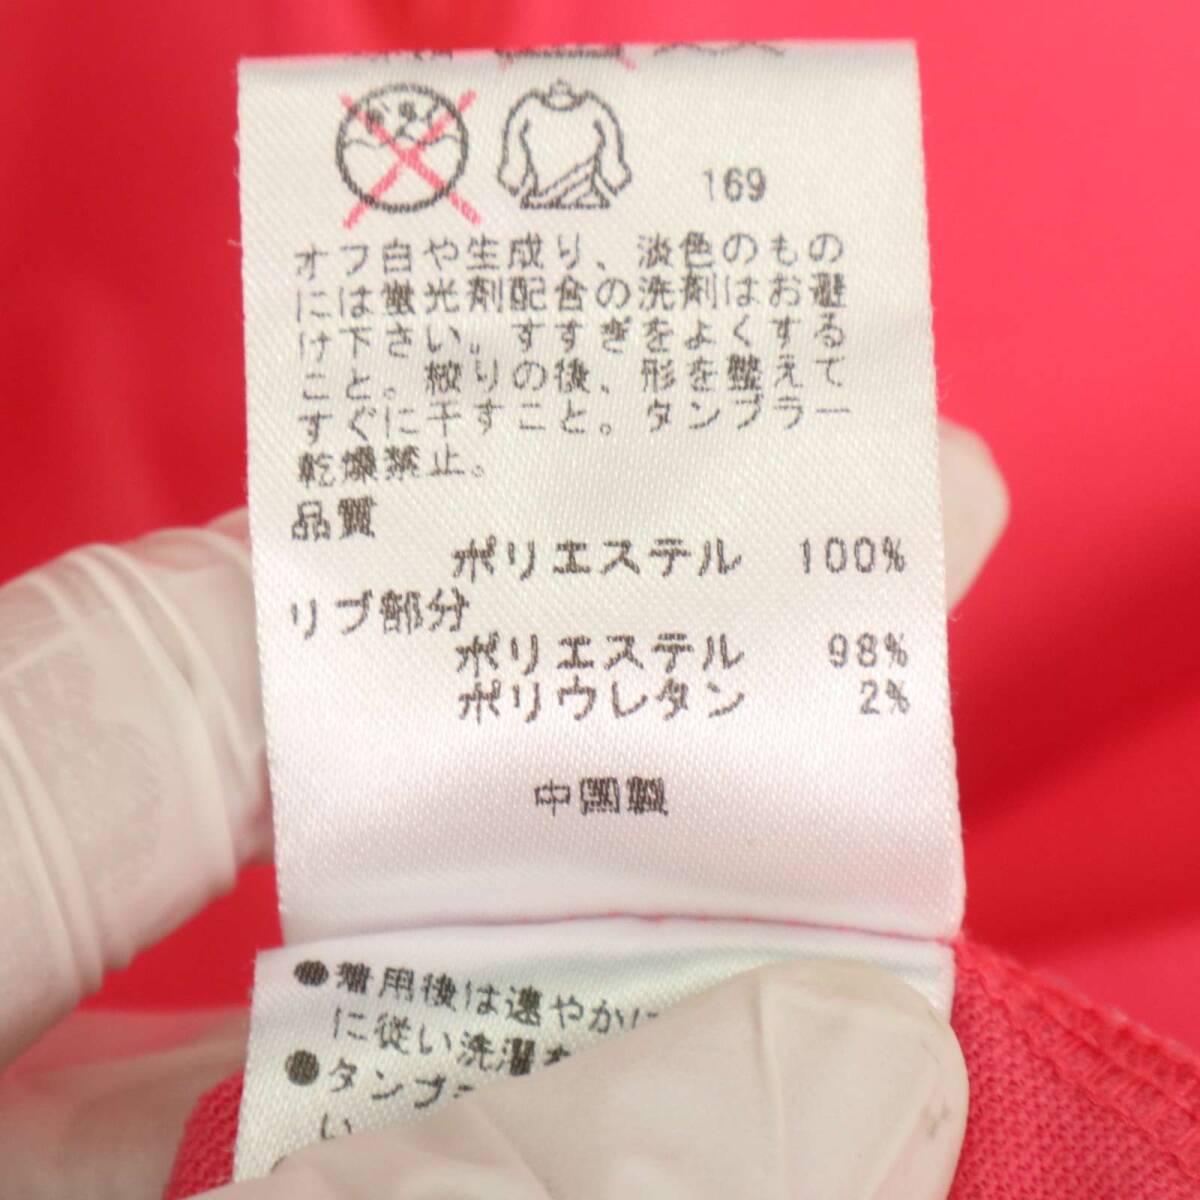 169
オフ白や生成り、淡色のもの
には蛍光剤配合の洗剤はお避
け下さい。すすぎをよくする
こと。絞りの後、形を整えて
すぐに干すこと。タンブラー
乾燥禁止。
品質
ポリエステル 100%
リブ部分
ポリエステル 98%
ポリウレタン 2%
中国製
●着用後は速やかに
に従い洗濯を
●タンブラ
い